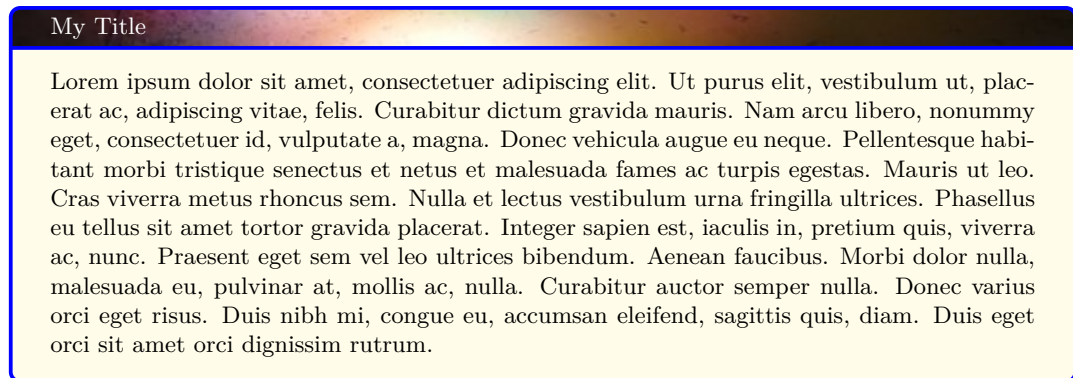 My Title
Lorem ipsum dolor sit amet, consectetuer adipiscing elit. Ut purus elit, vestibulum ut, plac-
erat ac, adipiscing vitae, felis. Curabitur dictum gravida mauris. Nam arcu libero, nonummy
eget, consectetuer id, vulputate a, magna. Donec vehicula augue eu neque. Pellentesque habi-
tant morbi tristique senectus et netus et malesuada fames ac turpis egestas. Mauris ut leo.
Cras viverra metus rhoncus sem. Nulla et lectus vestibulum urna fringilla ultrices. Phasellus
eu tellus sit amet tortor gravida placerat. Integer sapien est, iaculis in, pretium quis, viverra
ac, nunc. Praesent eget sem vel leo ultrices bibendum. Aenean faucibus. Morbi dolor nulla,
malesuada eu, pulvinar at, mollis ac, nulla. Curabitur auctor semper nulla. Donec varius
orci eget risus. Duis nibh mi, congue eu, accumsan eleifend, sagittis quis, diam. Duis eget
orci sit amet orci dignissim rutrum.